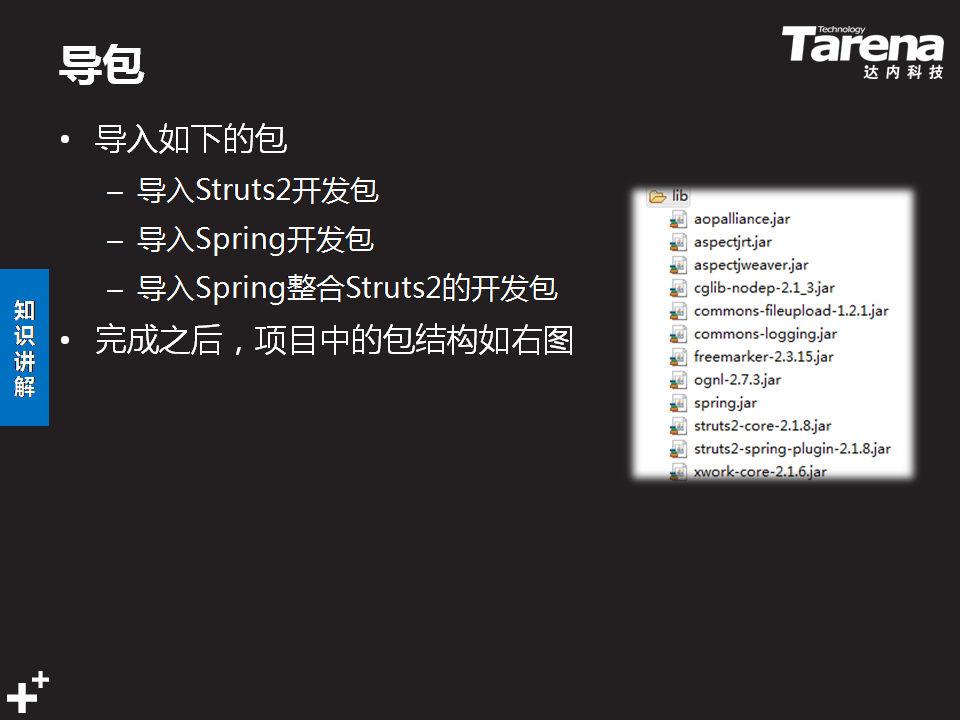 导包
Technology
Tarena
达内科技
• 导入如下的包
– 导入Struts2开发包
– 导入Spring开发包
– 导入Spring整合Struts2的开发包
• 完成之后，项目中的包结构如右图
知识讲解
lib
aopalliance.jar
aspectjrt.jar
aspectjweaver.jar
cglib-nodep-2.1_3.jar
commons-fileupload-1.2.1.jar
commons-logging.jar
freemarker-2.3.15.jar
ognl-2.7.3.jar
spring.jar
struts2-core-2.1.8.jar
struts2-spring-plugin-2.1.8.jar
xwork-core-2.1.6.jar